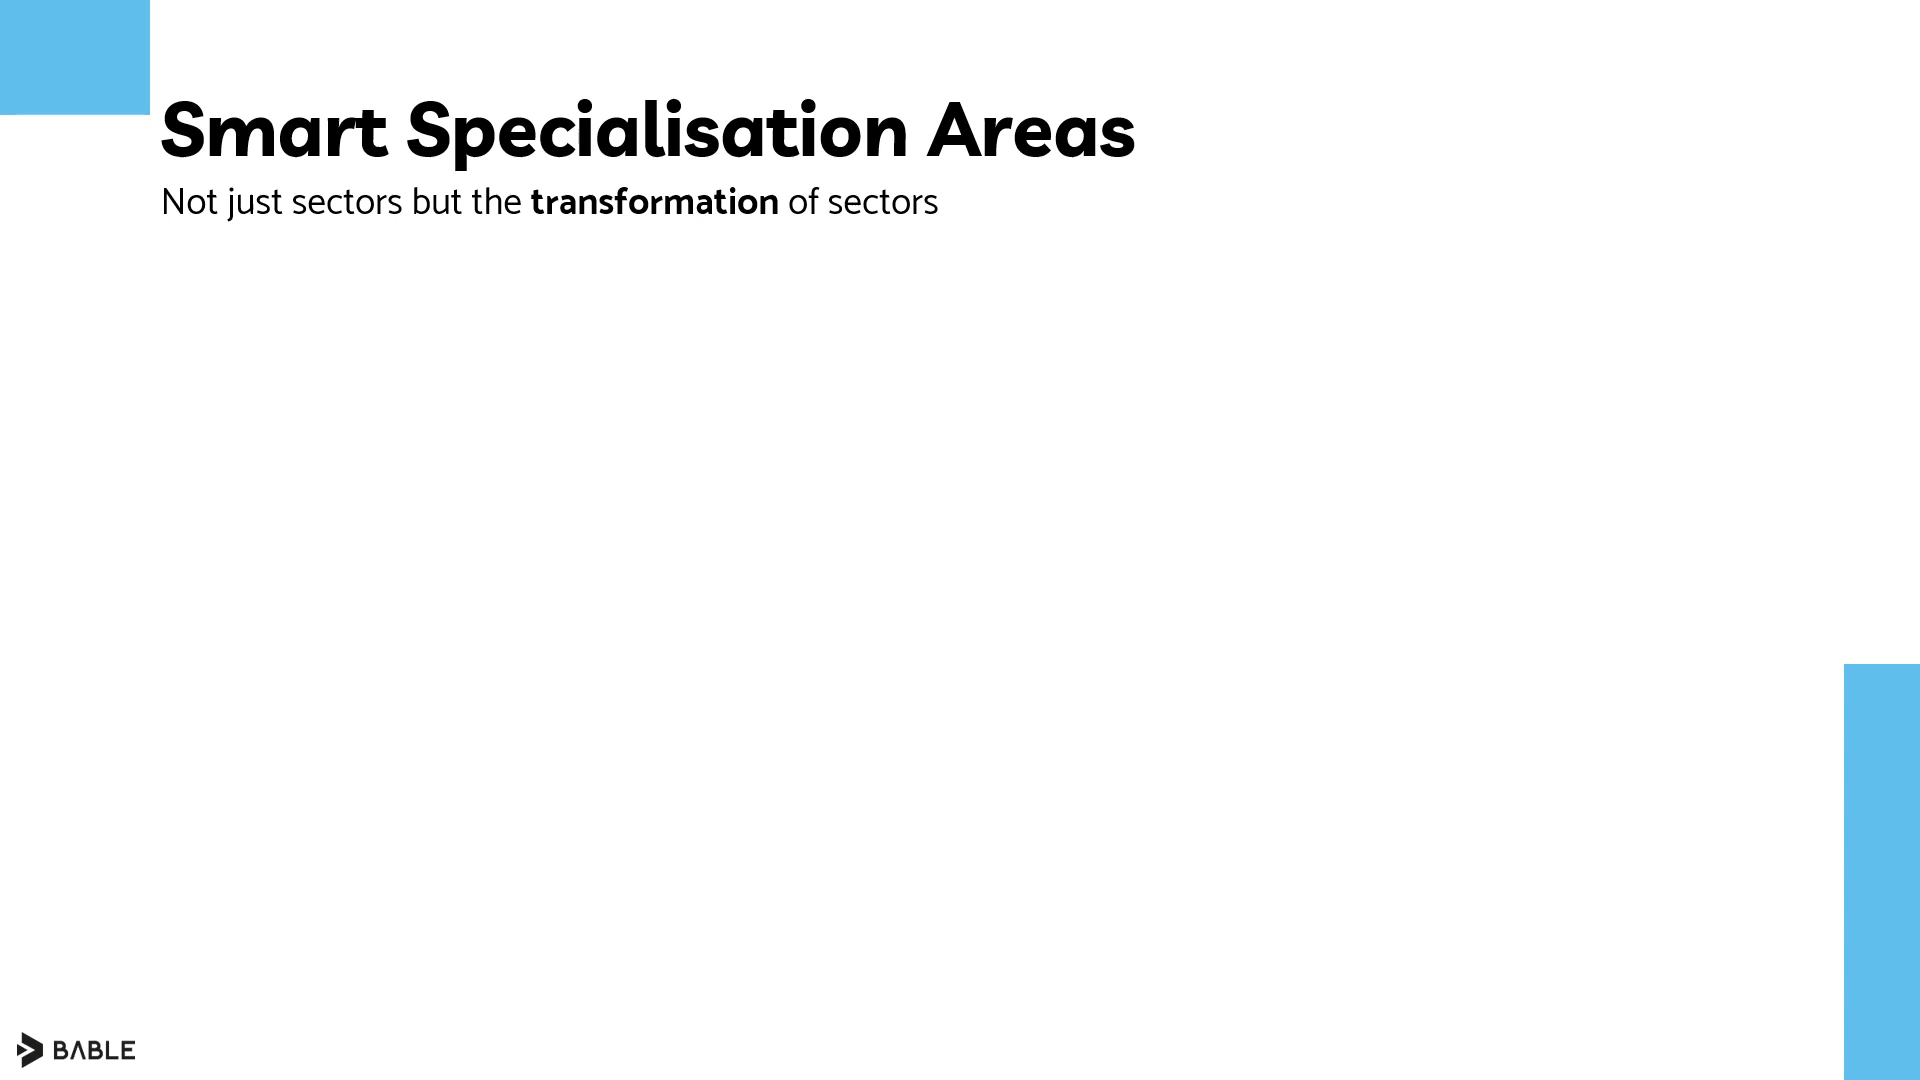 Smart Specialisation Areas
Not just sectors but the transformation of sectors
BABLE